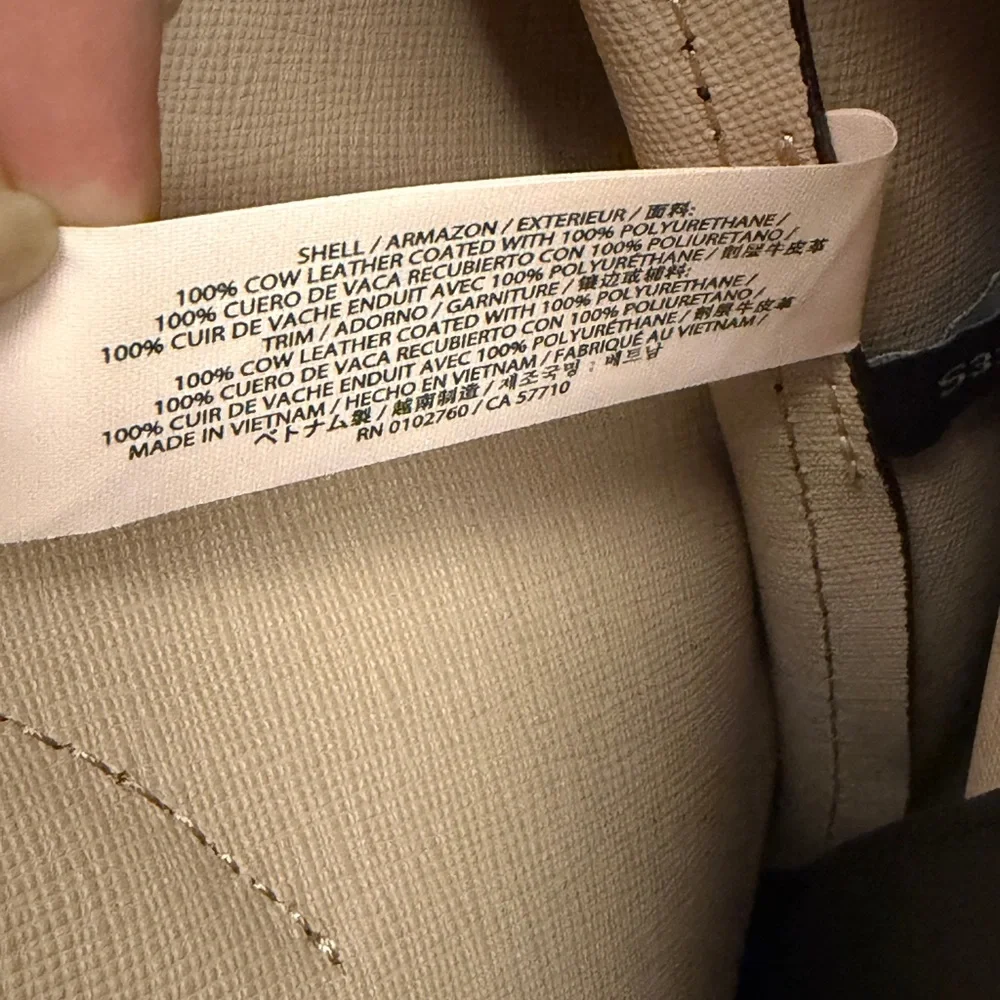 SHELL / ARMAZON / EXTERIEUR / 面料:
100% COW LEATHER COATED WITH 100% POLYURETHANE /
100% CUERO DE VACA RECUBIERTO CON 100% POLIURETANO /
100% CUIR DE VACHE ENDUIT AVEC 100% POLYURÉTHANE / 剖层牛皮革
TRIM / ADORNO / GARNITURE / 镶边或辅料:
100% COW LEATHER COATED WITH 100% POLYURETHANE /
100% CUERO DE VACA RECUBIERTO CON 100% POLIURETANO /
100% CUIR DE VACHE ENDUIT AVEC 100% POLYURÉTHANE / 剖层牛皮革
MADE IN VIETNAM / HECHO EN VIETNAM / FABRIQUÉ AU VIETNAM /
ベトナム製 / 越南制造 / 제조국명 : 베트남
RN 0102760 / CA 57710